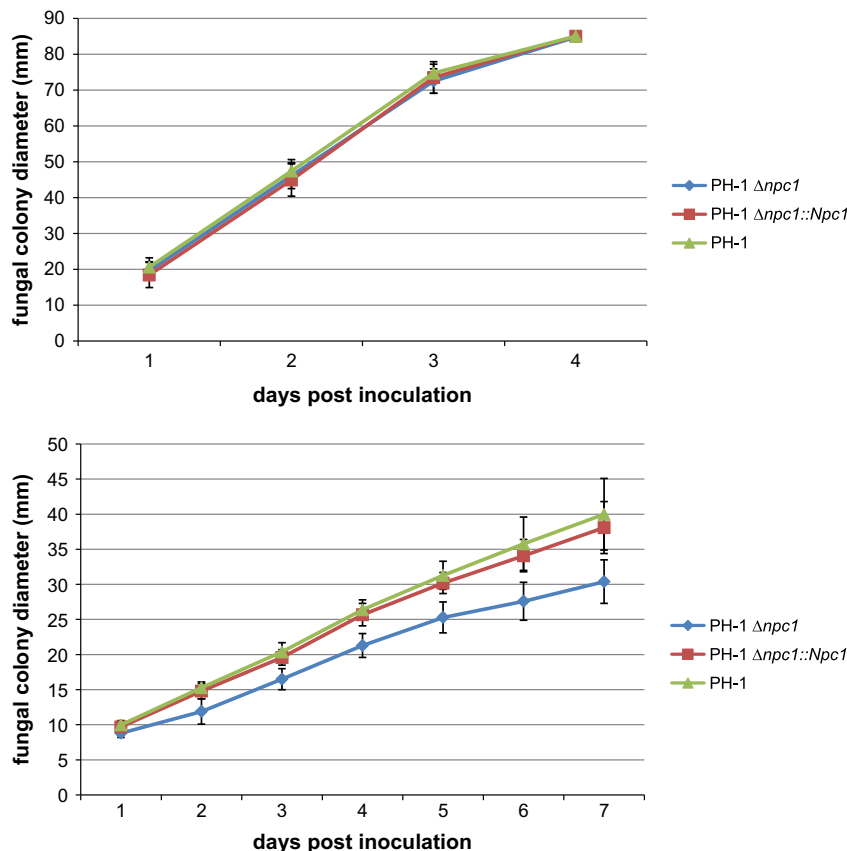 90
80
70
60
50
40
30
20
10
0
fungal colony diameter (mm)
1 2 3 4
days post inoculation
PH-1 Δnpc1
PH-1 Δnpc1::Npc1
PH-1
50
45
40
35
30
25
20
15
10
5
0
fungal colony diameter (mm)
1 2 3 4 5 6 7
days post inoculation
PH-1 Δnpc1
PH-1 Δnpc1::Npc1
PH-1